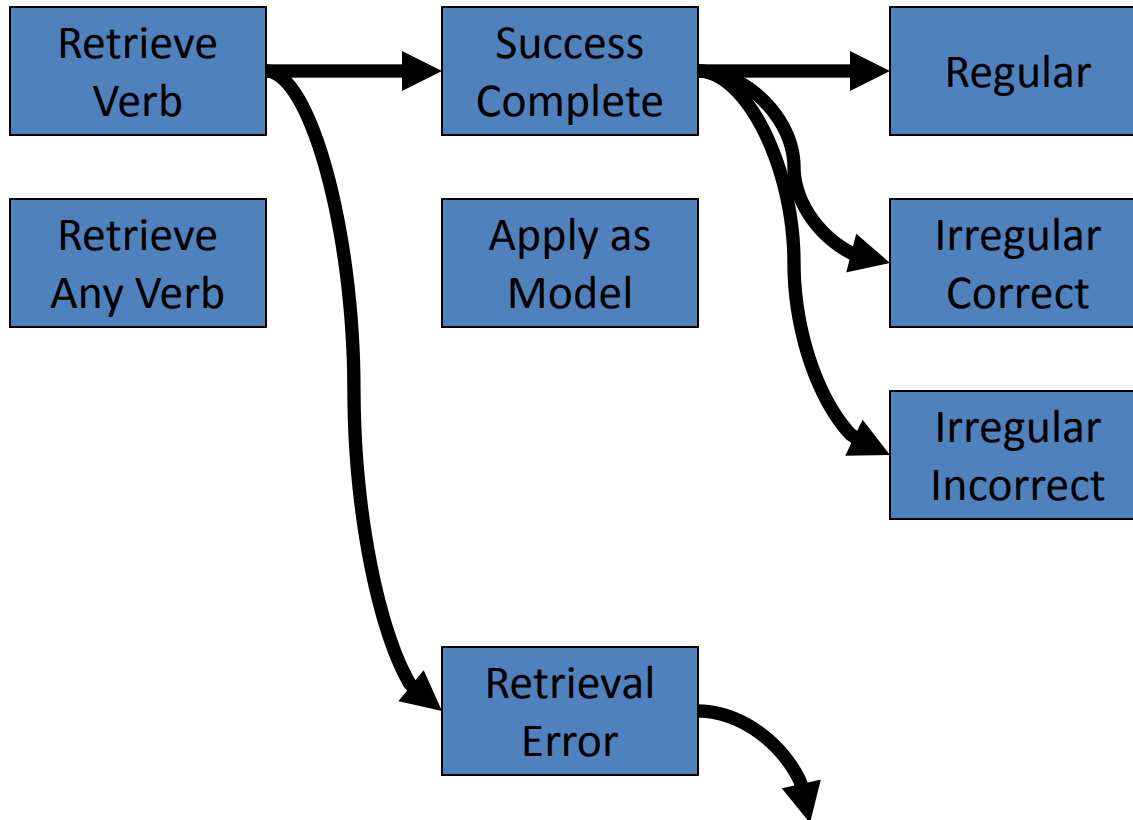 Retrieve
Verb
Success
Complete
Regular
Retrieve
Any Verb
Apply as
Model
Irregular
Correct
Irregular
Incorrect
Retrieval
Error